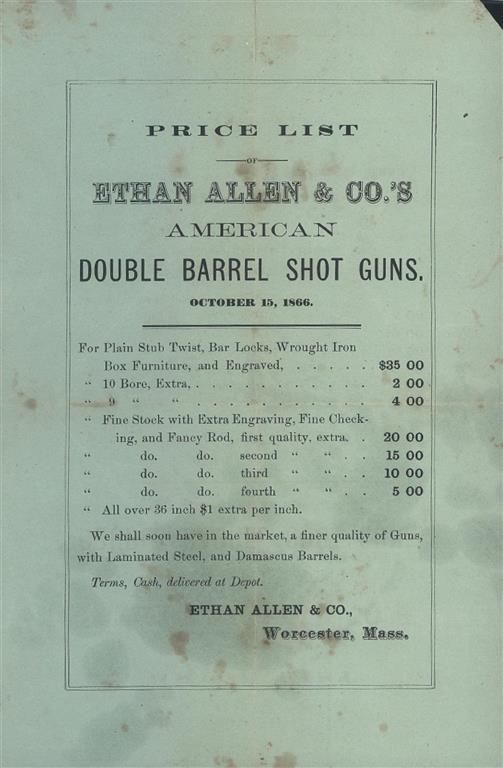 PRICE LIST
OF
ETHAN ALLEN & CO.'S
AMERICAN
DOUBLE BARREL SHOT GUNS.
OCTOBER 15, 1866.
For Plain Stub Twist, Bar Locks, Wrought Iron
Box Furniture, and Engraved, . . . . . $35 00
" 10 Bore, Extra, . . . . . . . . . . . 2 00
" 9 " " . . . . . . . . . . . 4 00
" Fine Stock with Extra Engraving, Fine Check-
ing, and Fancy Rod, first quality, extra. . 20 00
" do. do. second " " . . 15 00
" do. do. third " " . . 10 00
" do. do. fourth " " . . 5 00
" All over 36 inch $1 extra per inch.
We shall soon have in the market, a finer quality of Guns,
with Laminated Steel, and Damascus Barrels.
Terms, Cash, delivered at Depot.
ETHAN ALLEN & CO.,
Worcester, Mass.